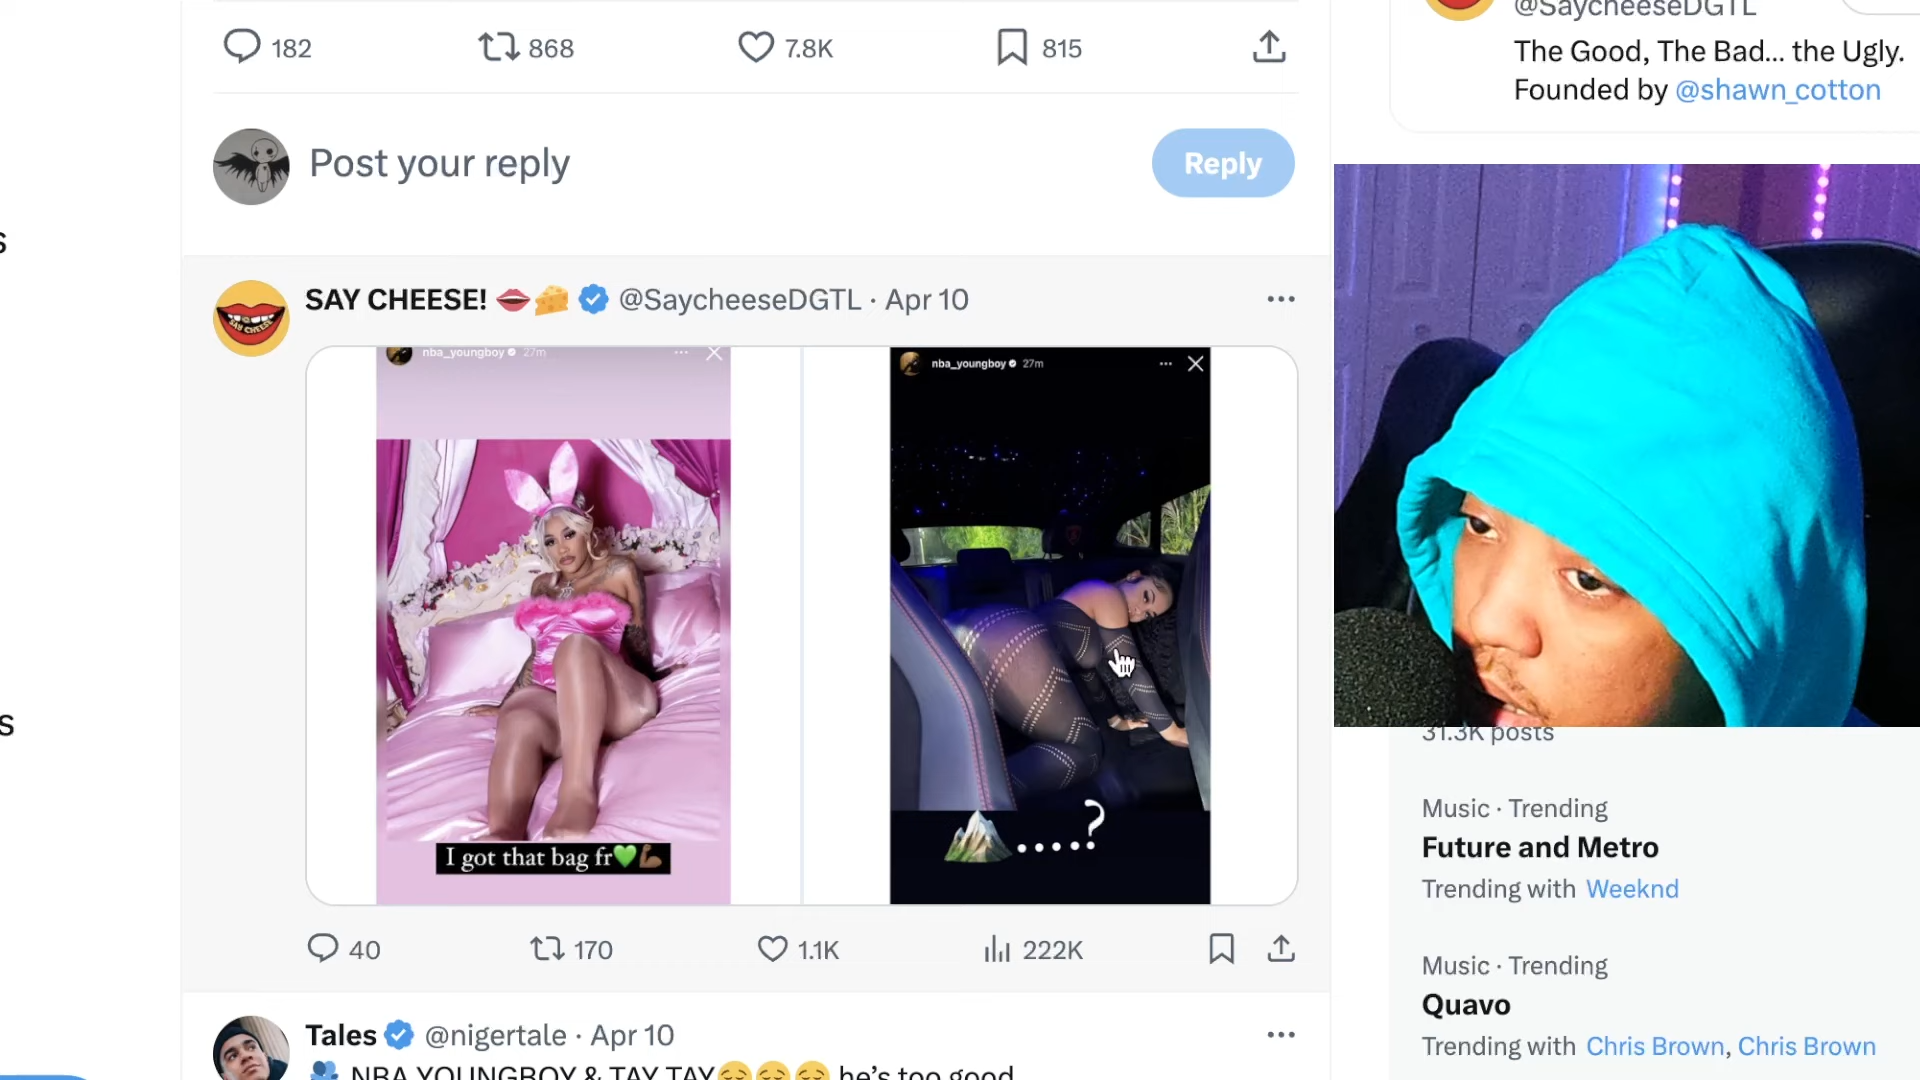 @SaycheeseDGTL
The Good, The Bad... the Ugly.
Founded by @shawn_cotton
182 868 7.8K 815
Post your reply
Reply
s
SAY CHEESE! 👄🧀 @SaycheeseDGTL · Apr 10
SAY CHEESE
nba_youngboy 27m
nba_youngboy 27m
I got that bag fr💚💪🏾
⛰️.....?
s
40 170 1.1K 222K
31.3K posts
Music · Trending
Future and Metro
Trending with Weeknd
Music · Trending
Quavo
Trending with Chris Brown, Chris Brown
Tales @nigertale · Apr 10
🫂 NBA YOUNGBOY & TAY TAY😮‍💨😮‍💨😮‍💨 he's too good